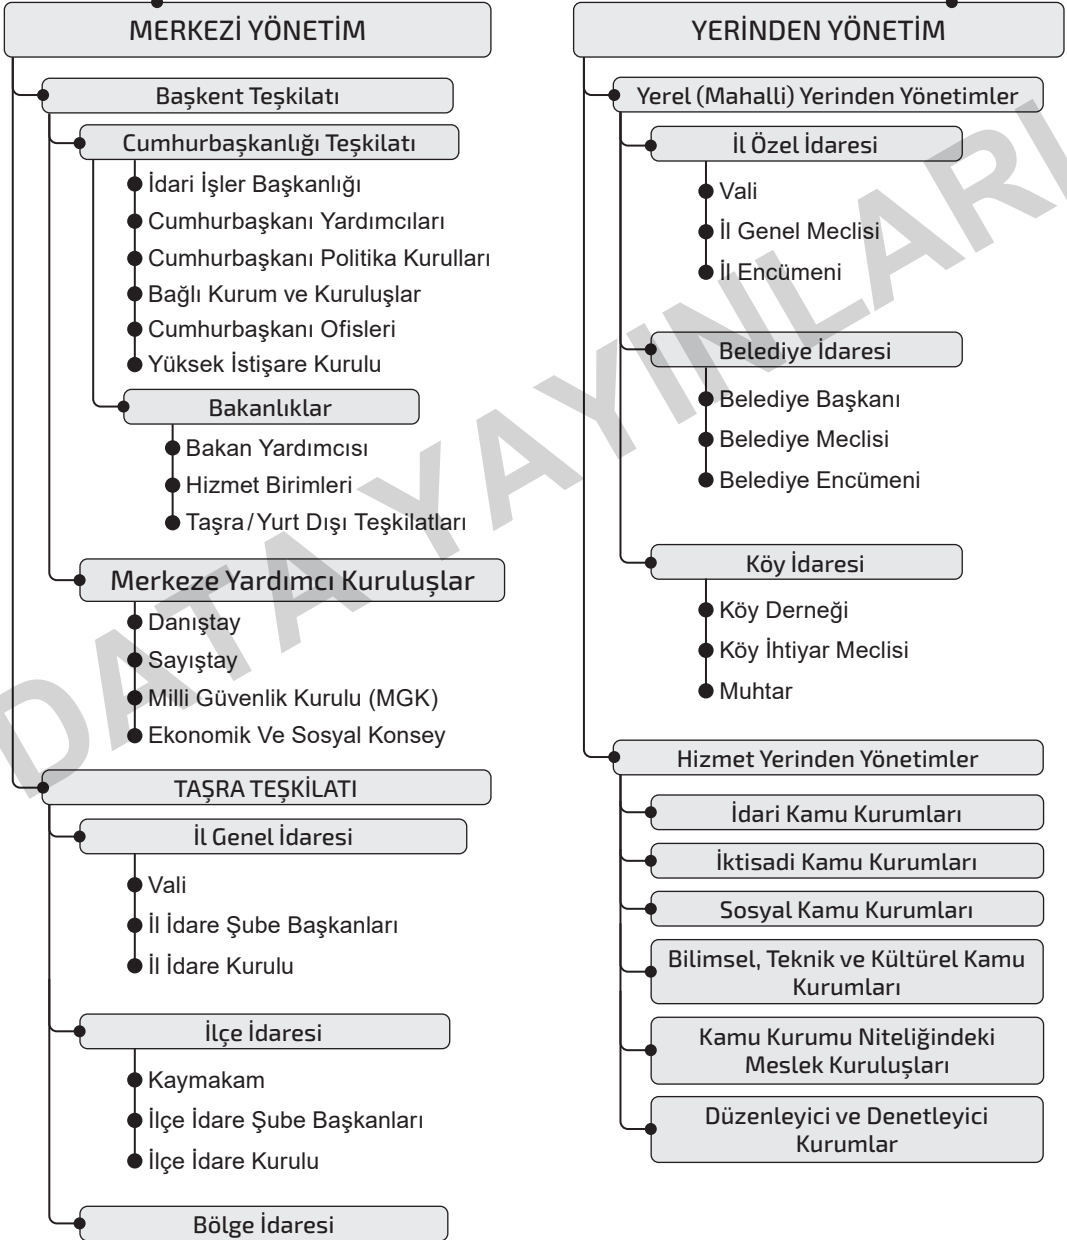 MERKEZİ YÖNETİM
Başkent Teşkilatı
Cumhurbaşkanlığı Teşkilatı
İdari İşler Başkanlığı
Cumhurbaşkanı Yardımcıları
Cumhurbaşkanı Politika Kurulları
Bağlı Kurum ve Kuruluşlar
Cumhurbaşkanı Ofisleri
Yüksek İstişare Kurulu
Bakanlıklar
Bakan Yardımcısı
Hizmet Birimleri
Taşra/Yurt Dışı Teşkilatları
Merkeze Yardımcı Kuruluşlar
Danıştay
Sayıştay
Milli Güvenlik Kurulu (MGK)
Ekonomik Ve Sosyal Konsey
TAŞRA TEŞKİLATI
İl Genel İdaresi
Vali
İl İdare Şube Başkanları
İl İdare Kurulu
İlçe İdaresi
Kaymakam
İlçe İdare Şube Başkanları
İlçe İdare Kurulu
Bölge İdaresi
YERİNDEN YÖNETİM
Yerel (Mahalli) Yerinden Yönetimler
İl Özel İdaresi
Vali
İl Genel Meclisi
İl Encümeni
Belediye İdaresi
Belediye Başkanı
Belediye Meclisi
Belediye Encümeni
Köy İdaresi
Köy Derneği
Köy İhtiyar Meclisi
Muhtar
Hizmet Yerinden Yönetimler
İdari Kamu Kurumları
İktisadi Kamu Kurumları
Sosyal Kamu Kurumları
Bilimsel, Teknik ve Kültürel Kamu
Kurumları
Kamu Kurumu Niteliğindeki
Meslek Kuruluşları
Düzenleyici ve Denetleyici
Kurumlar
DATA YAYINLARI